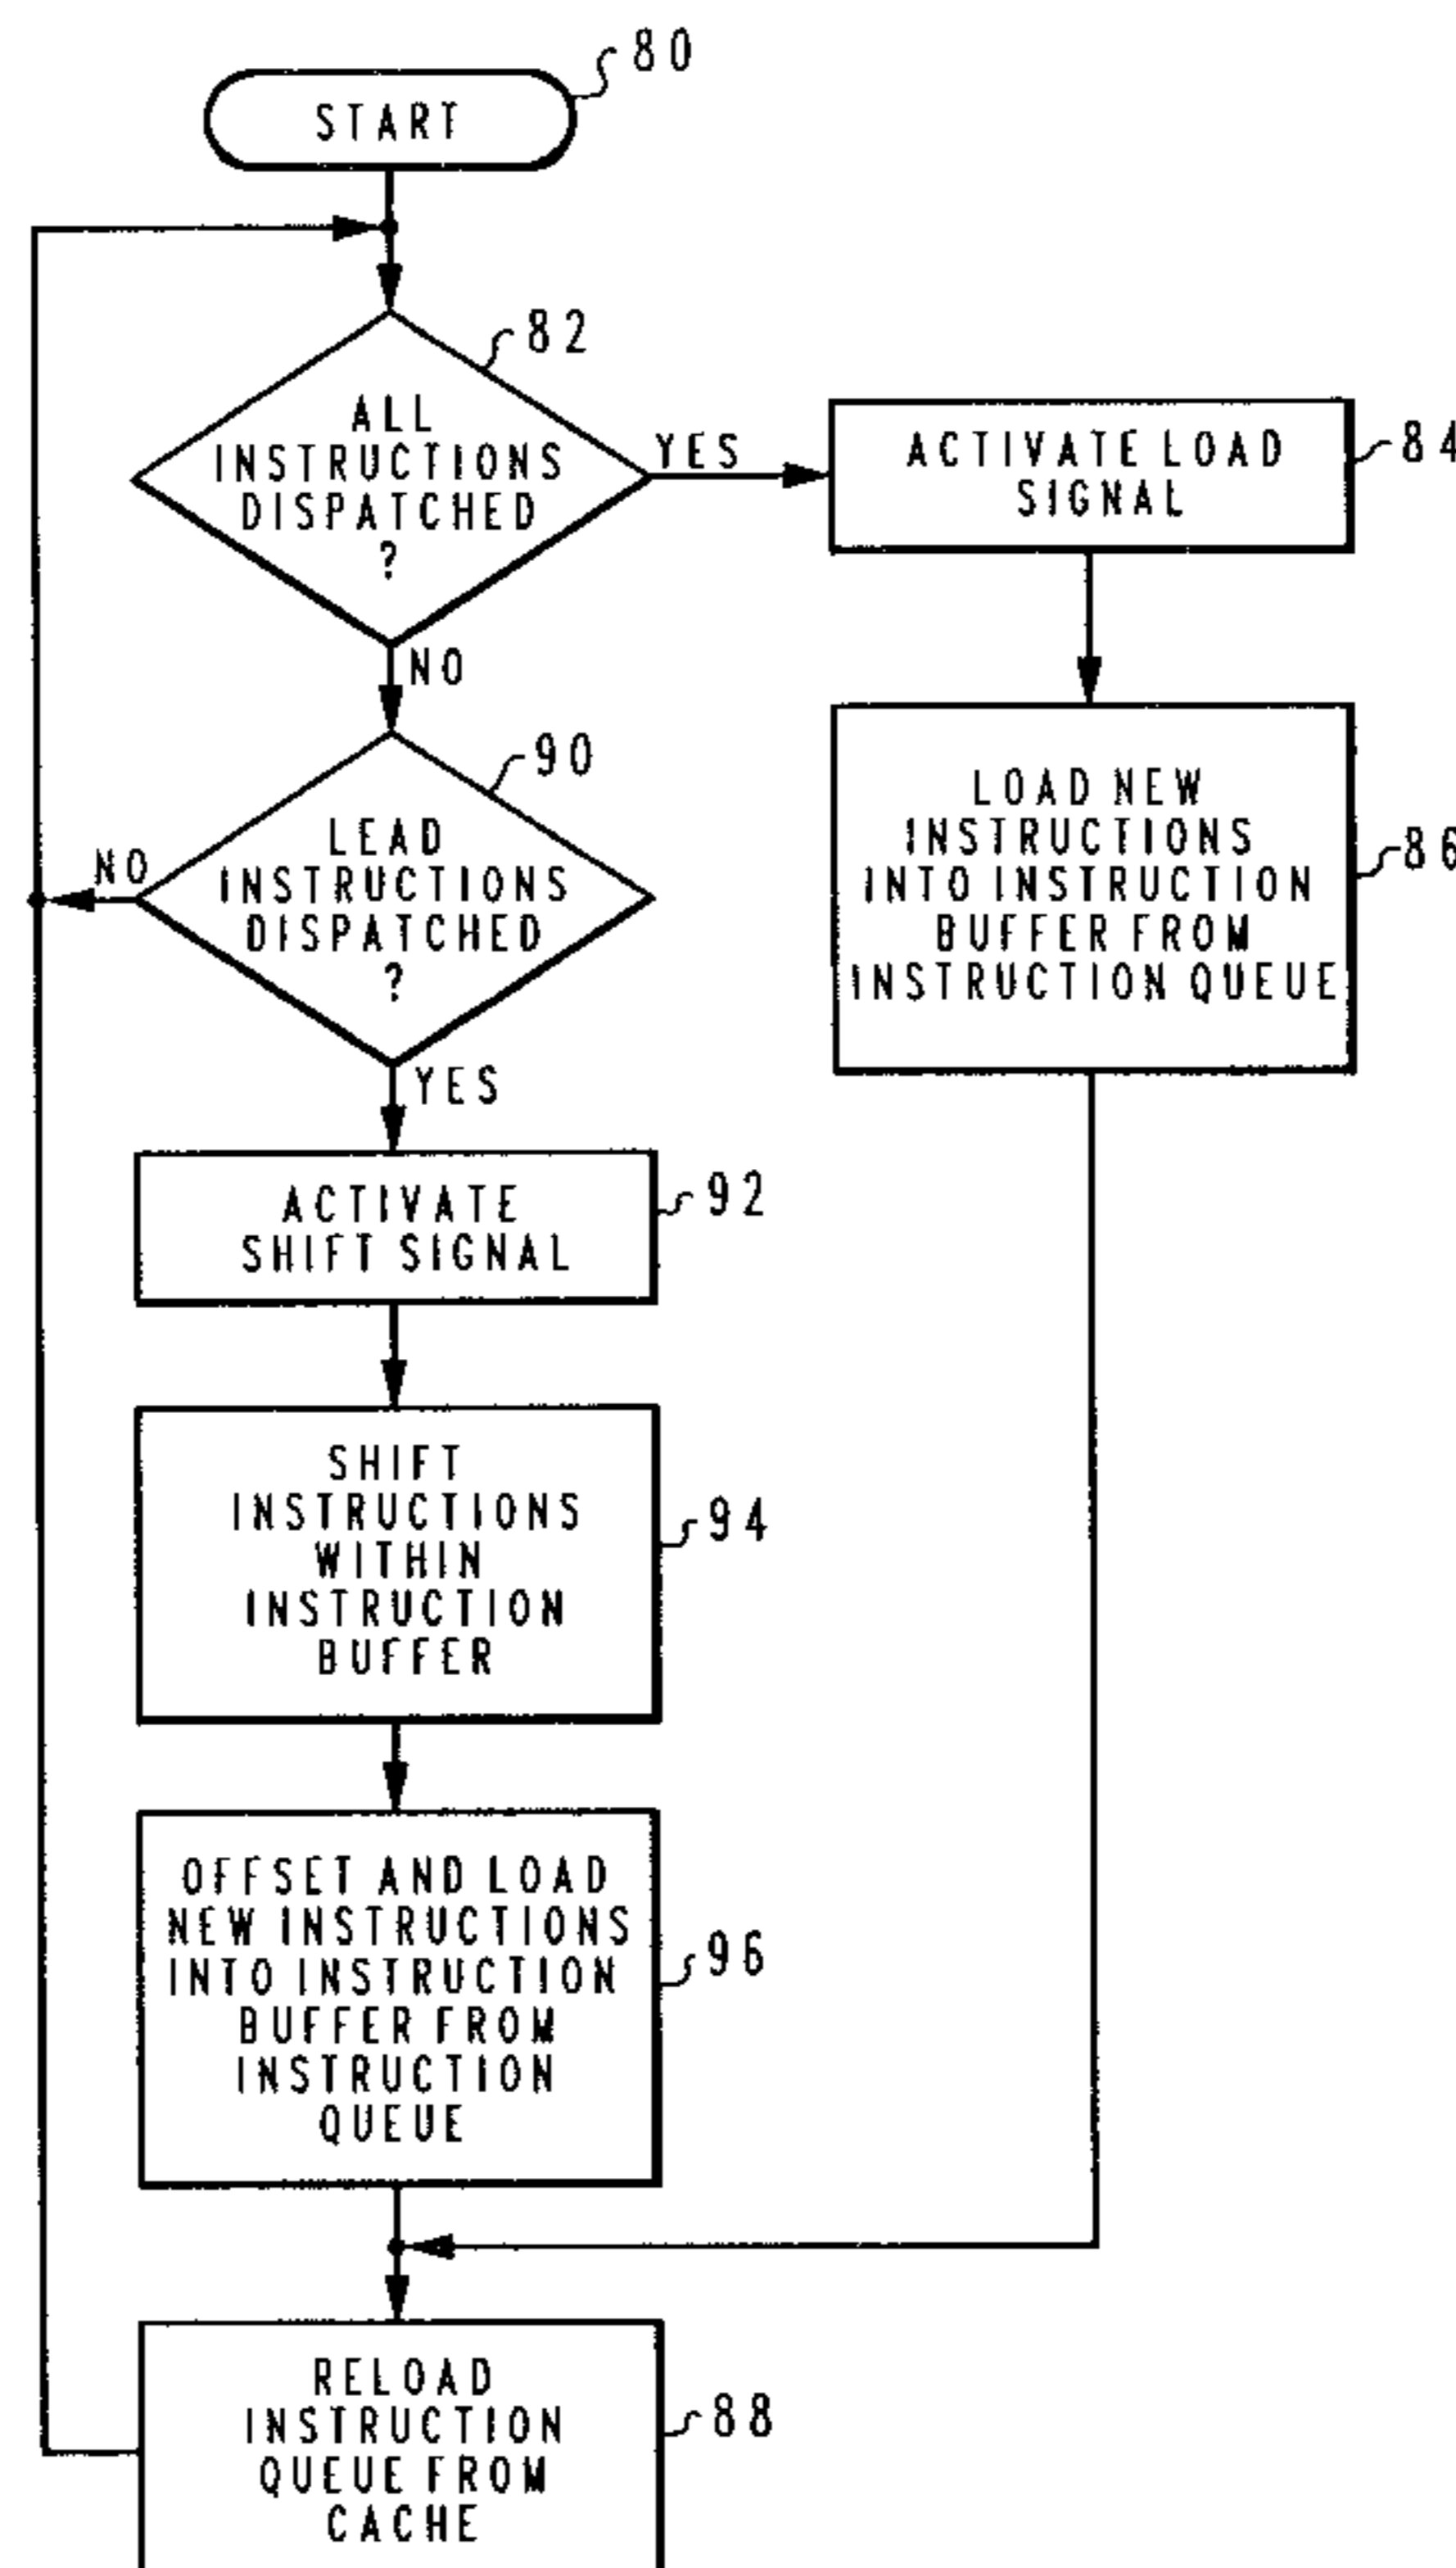 80
START
82
ALL
INSTRUCTIONS
DISPATCHED
?
YES
ACTIVATE LOAD
SIGNAL
84
NO
90
LEAD
INSTRUCTIONS
DISPATCHED
?
NO
YES
LOAD NEW
INSTRUCTIONS
INTO INSTRUCTION
BUFFER FROM
INSTRUCTION QUEUE
86
ACTIVATE
SHIFT SIGNAL
92
SHIFT
INSTRUCTIONS
WITHIN
INSTRUCTION
BUFFER
94
OFFSET AND LOAD
NEW INSTRUCTIONS
INTO INSTRUCTION
BUFFER FROM
INSTRUCTION
QUEUE
96
RELOAD
INSTRUCTION
QUEUE FROM
CACHE
88